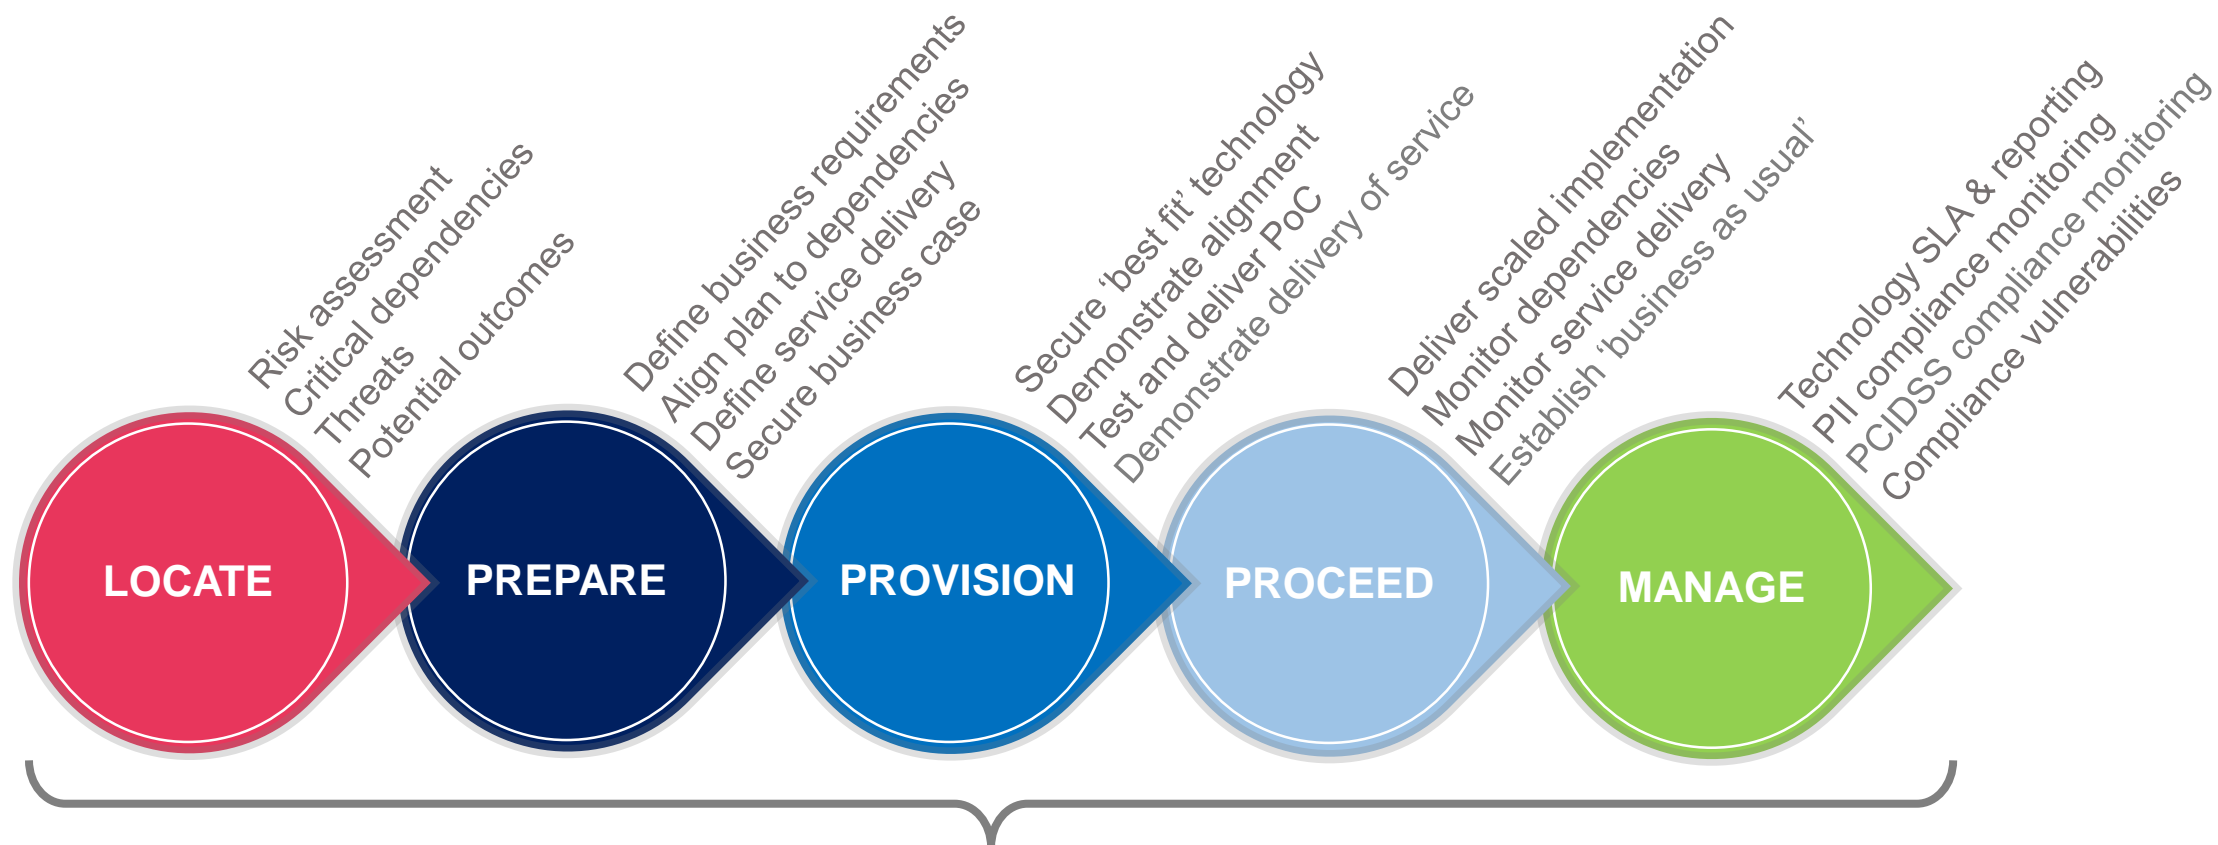 Risk assessment
Critical dependencies
Threats
Potential outcomes
LOCATE
Define business requirements
Align plan to dependencies
Define service delivery
Secure business case
PREPARE
Secure ‘best fit’ technology
Demonstrate alignment
Test and deliver PoC
Demonstrate delivery of service
PROVISION
Deliver scaled implementation
Monitor dependencies
Monitor service delivery
Establish ‘business as usual’
PROCEED
Technology SLA & reporting
PII compliance monitoring
PCIDSS compliance monitoring
Compliance vulnerabilities
MANAGE